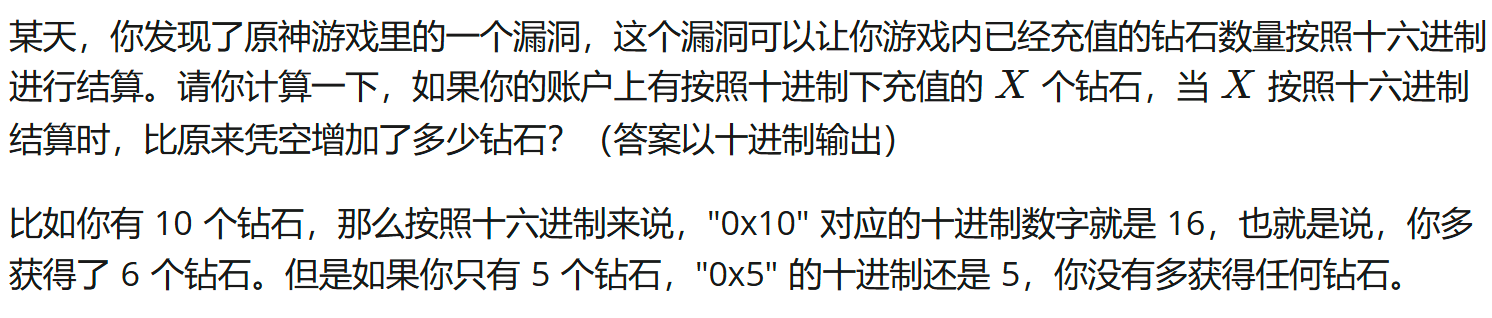 某天，你发现了原神游戏里的一个漏洞，这个漏洞可以让你游戏内已经充值的钻石数量按照十六进制
进行结算。请你计算一下，如果你的账户上有按照十进制下充值的 X 个钻石，当 X 按照十六进制
结算时，比原来凭空增加了多少钻石？（答案以十进制输出）
比如你有 10 个钻石，那么按照十六进制来说，"0x10" 对应的十进制数字就是 16，也就是说，你多
获得了 6 个钻石。但是如果你只有 5 个钻石，"0x5" 的十进制还是 5，你没有多获得任何钻石。